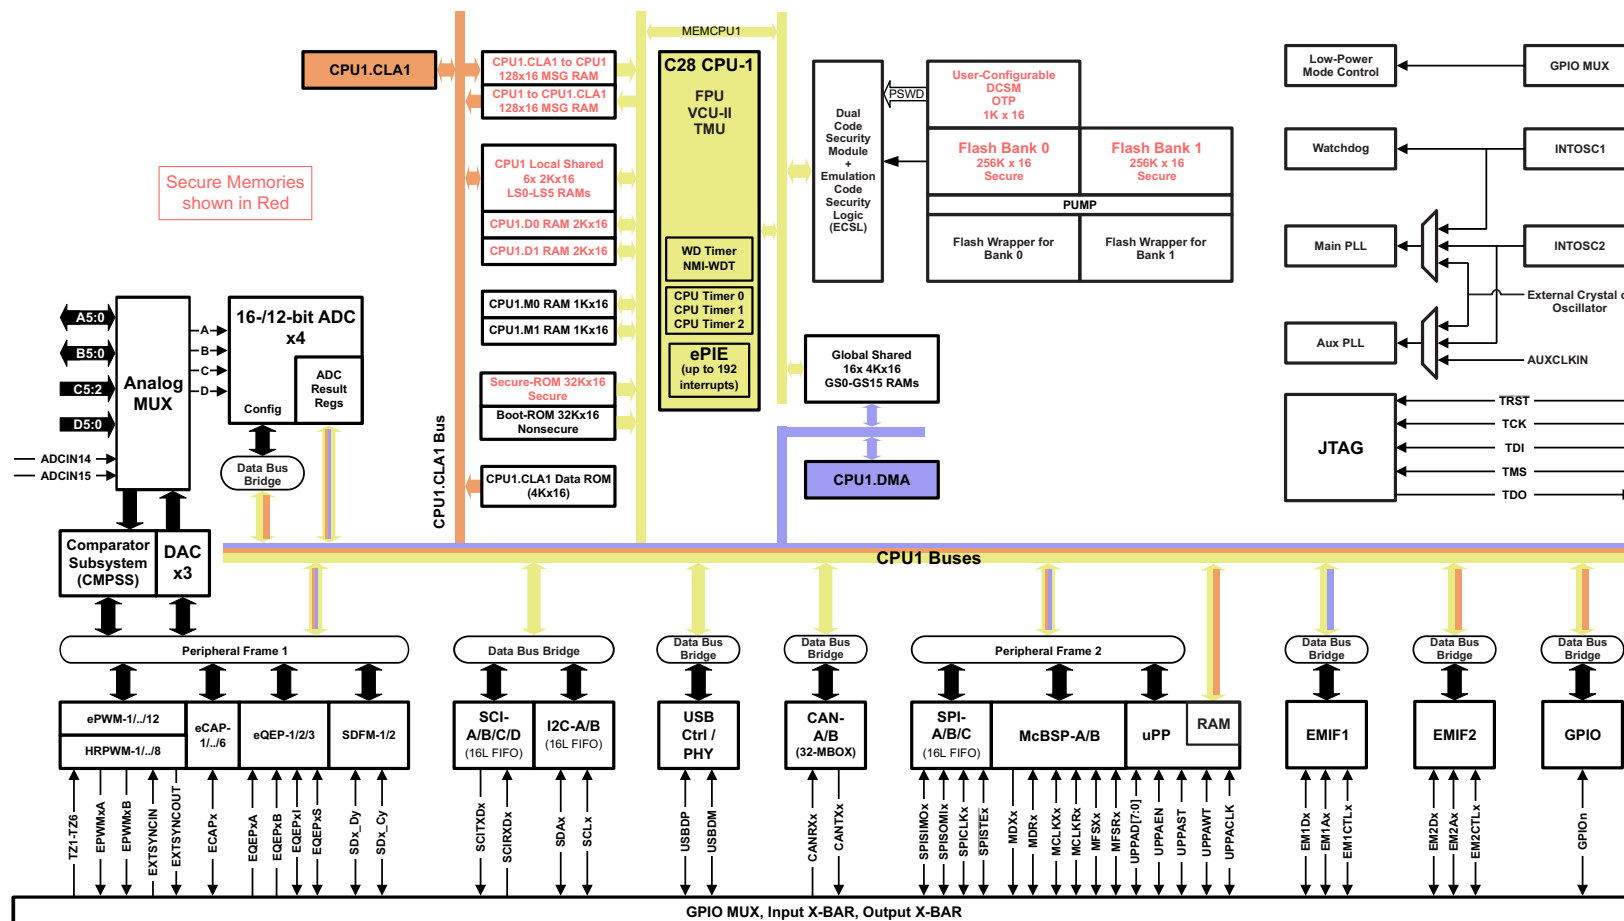 MEMCPU1
CPU1.CLA1
CPU1.CLA1 to CPU1
128x16 MSG RAM
CPU1 to CPU1.CLA1
128x16 MSG RAM
C28 CPU-1
FPU
VCU-II
TMU
WD Timer
NMI-WDT
CPU Timer 0
CPU Timer 1
CPU Timer 2
ePIE
(up to 192
interrupts)
CPU1 Local Shared
6x 2Kx16
LS0-LS5 RAMs
CPU1.D0 RAM 2Kx16
CPU1.D1 RAM 2Kx16
CPU1.M0 RAM 1Kx16
CPU1.M1 RAM 1Kx16
Secure-ROM 32Kx16
Secure
Boot-ROM 32Kx16
Nonsecure
CPU1.CLA1 Data ROM
(4Kx16)
CPU1.CLA1 Bus
Secure Memories
shown in Red
Dual
Code
Security
Module
+
Emulation
Code
Security
Logic
(ECSL)
PSWD
User-Configurable
DCSM
OTP
1K x 16
Flash Bank 0
256K x 16
Secure
Flash Bank 1
256K x 16
Secure
PUMP
Flash Wrapper for
Bank 0
Flash Wrapper for
Bank 1
Global Shared
16x 4Kx16
GS0-GS15 RAMs
CPU1.DMA
Low-Power
Mode Control
GPIO MUX
Watchdog
INTOSC1
Main PLL
INTOSC2
External Crystal
Oscillator
Aux PLL
AUXCLKIN
JTAG
TRST
TCK
TDI
TMS
TDO
A5:0
B5:0
C5:2
D5:0
ADCIN14
ADCIN15
Analog
MUX
A
B
C
D
16-/12-bit ADC
x4
Config
ADC
Result
Regs
Data Bus
Bridge
Comparator
Subsystem
(CMPSS)
DAC
x3
CPU1 Buses
Peripheral Frame 1
Data Bus Bridge
Data Bus
Bridge
Data Bus
Bridge
Peripheral Frame 2
Data Bus
Bridge
Data Bus
Bridge
Data Bus
Bridge
ePWM-1/../12
HRPWM-1/../8
eCAP-
1/../6
eQEP-1/2/3
SDFM-1/2
SCI-
A/B/C/D
(16L FIFO)
I2C-A/B
(16L FIFO)
USB
Ctrl /
PHY
CAN-
A/B
(32-MBOX)
SPI-
A/B/C
(16L FIFO)
McBSP-A/B
uPP
RAM
EMIF1
EMIF2
GPIO
TZ1-TZ6
EPWMxA
EPWMxB
EXTSYNCIN
EXTSYNCOUT
ECAPx
EQEPxA
EQEPxB
EQEPxI
EQEPxS
SDx_Dy
SDx_Cy
SCITXDx
SCIRXDx
SDAx
SCLx
USBDP
USBDM
CANRXx
CANTXx
SPISIMOx
SPISOMIx
SPICLKx
SPISTEx
MDXx
MDRx
MCLKXx
MCLKRx
MFSXx
MFSRx
UPPAD[7:0]
UPPAEN
UPPAST
UPPAWT
UPPACLK
EM1Dx
EM1Ax
EM1CTLx
EM2Dx
EM2Ax
EM2CTLx
GPIOn
GPIO MUX, Input X-BAR, Output X-BAR